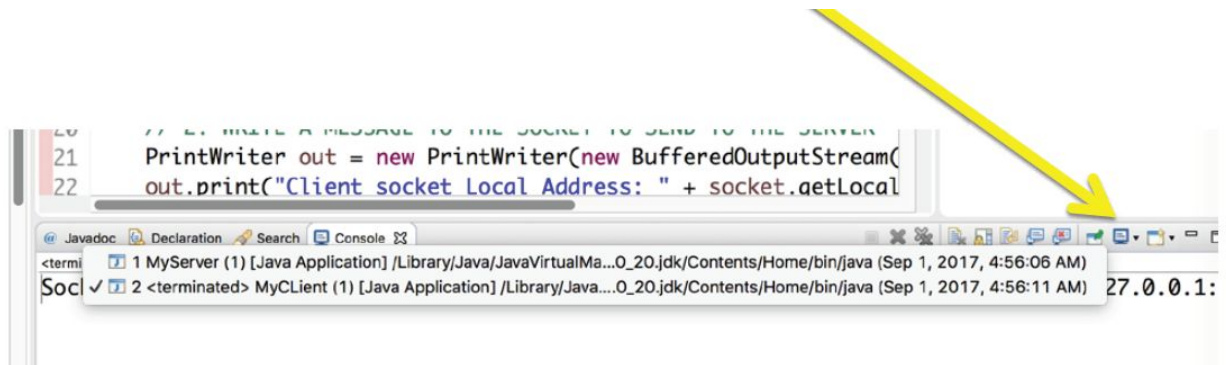 20 // 2. WRITE A MESSAGE TO THE SOCKET TO SEND TO THE SERVER
21 PrintWriter out = new PrintWriter(new BufferedOutputStream(
22 out.print("Client socket Local Address: " + socket.getLocal
@ Javadoc Declaration Search Console
<termi
1 MyServer (1) [Java Application] /Library/Java/JavaVirtualMa...0_20.jdk/Contents/Home/bin/java (Sep 1, 2017, 4:56:06 AM)
Sock ✓ 2 <terminated> MyCLient (1) [Java Application] /Library/Java....0_20.jdk/Contents/Home/bin/java (Sep 1, 2017, 4:56:11 AM) 27.0.0.1: